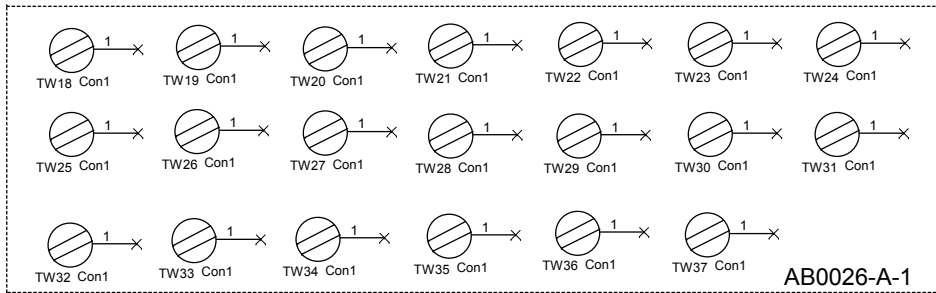 1 1 1 1 1 1 1
TW18 Con1 TW19 Con1 TW20 Con1 TW21 Con1 TW22 Con1 TW23 Con1 TW24 Con1
1 1 1 1 1 1 1
TW25 Con1 TW26 Con1 TW27 Con1 TW28 Con1 TW29 Con1 TW30 Con1 TW31 Con1
1 1 1 1 1 1
TW32 Con1 TW33 Con1 TW34 Con1 TW35 Con1 TW36 Con1 TW37 Con1
AB0026-A-1